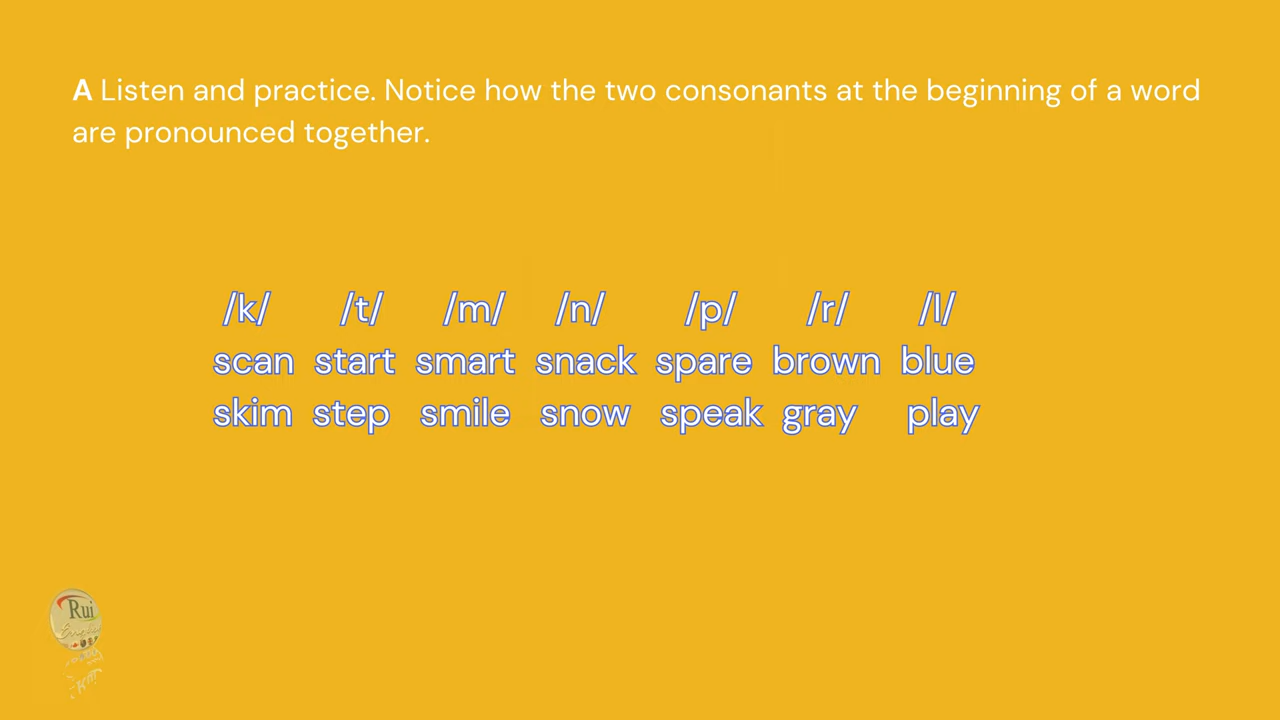 A Listen and practice. Notice how the two consonants at the beginning of a word
are pronounced together.
/k/ /t/ /m/ /n/ /p/ /r/ /l/
scan start smart snack spare brown blue
skim step smile snow speak gray play
Rui